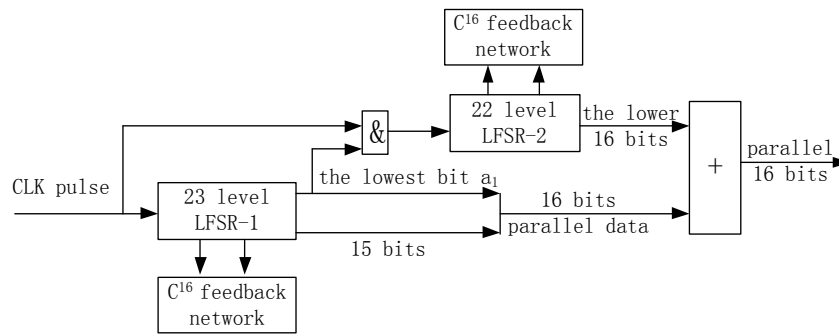 C¹⁶ feedback
network
22 level
LFSR-2
the lower
16 bits
&
+
parallel
16 bits
CLK pulse
23 level
LFSR-1
the lowest bit a₁
15 bits
16 bits
parallel data
C¹⁶ feedback
network